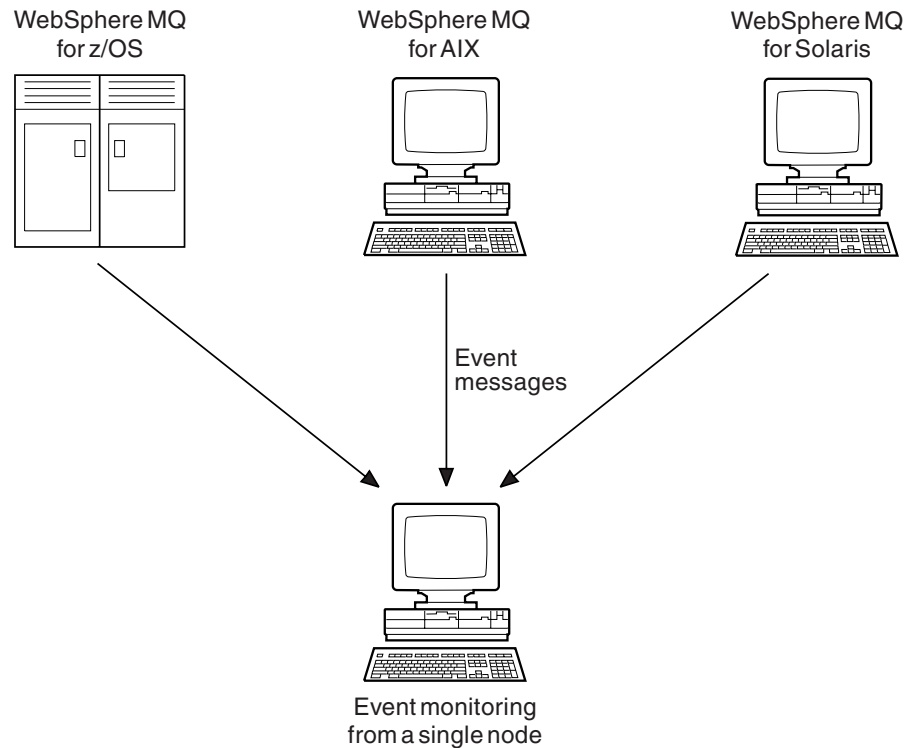 WebSphere MQ
for z/OS
WebSphere MQ
for AIX
WebSphere MQ
for Solaris
Event
messages
Event monitoring
from a single node